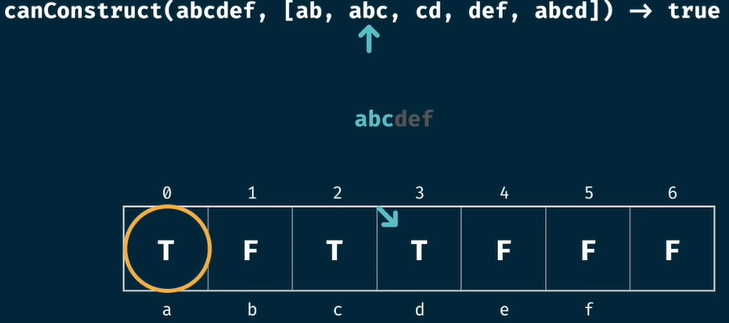 canConstruct(abcdef, [ab, abc, cd, def, abcd]) → true
abcdef
0 1 2 3 4 5 6
T F T T F F F
a b c d e f